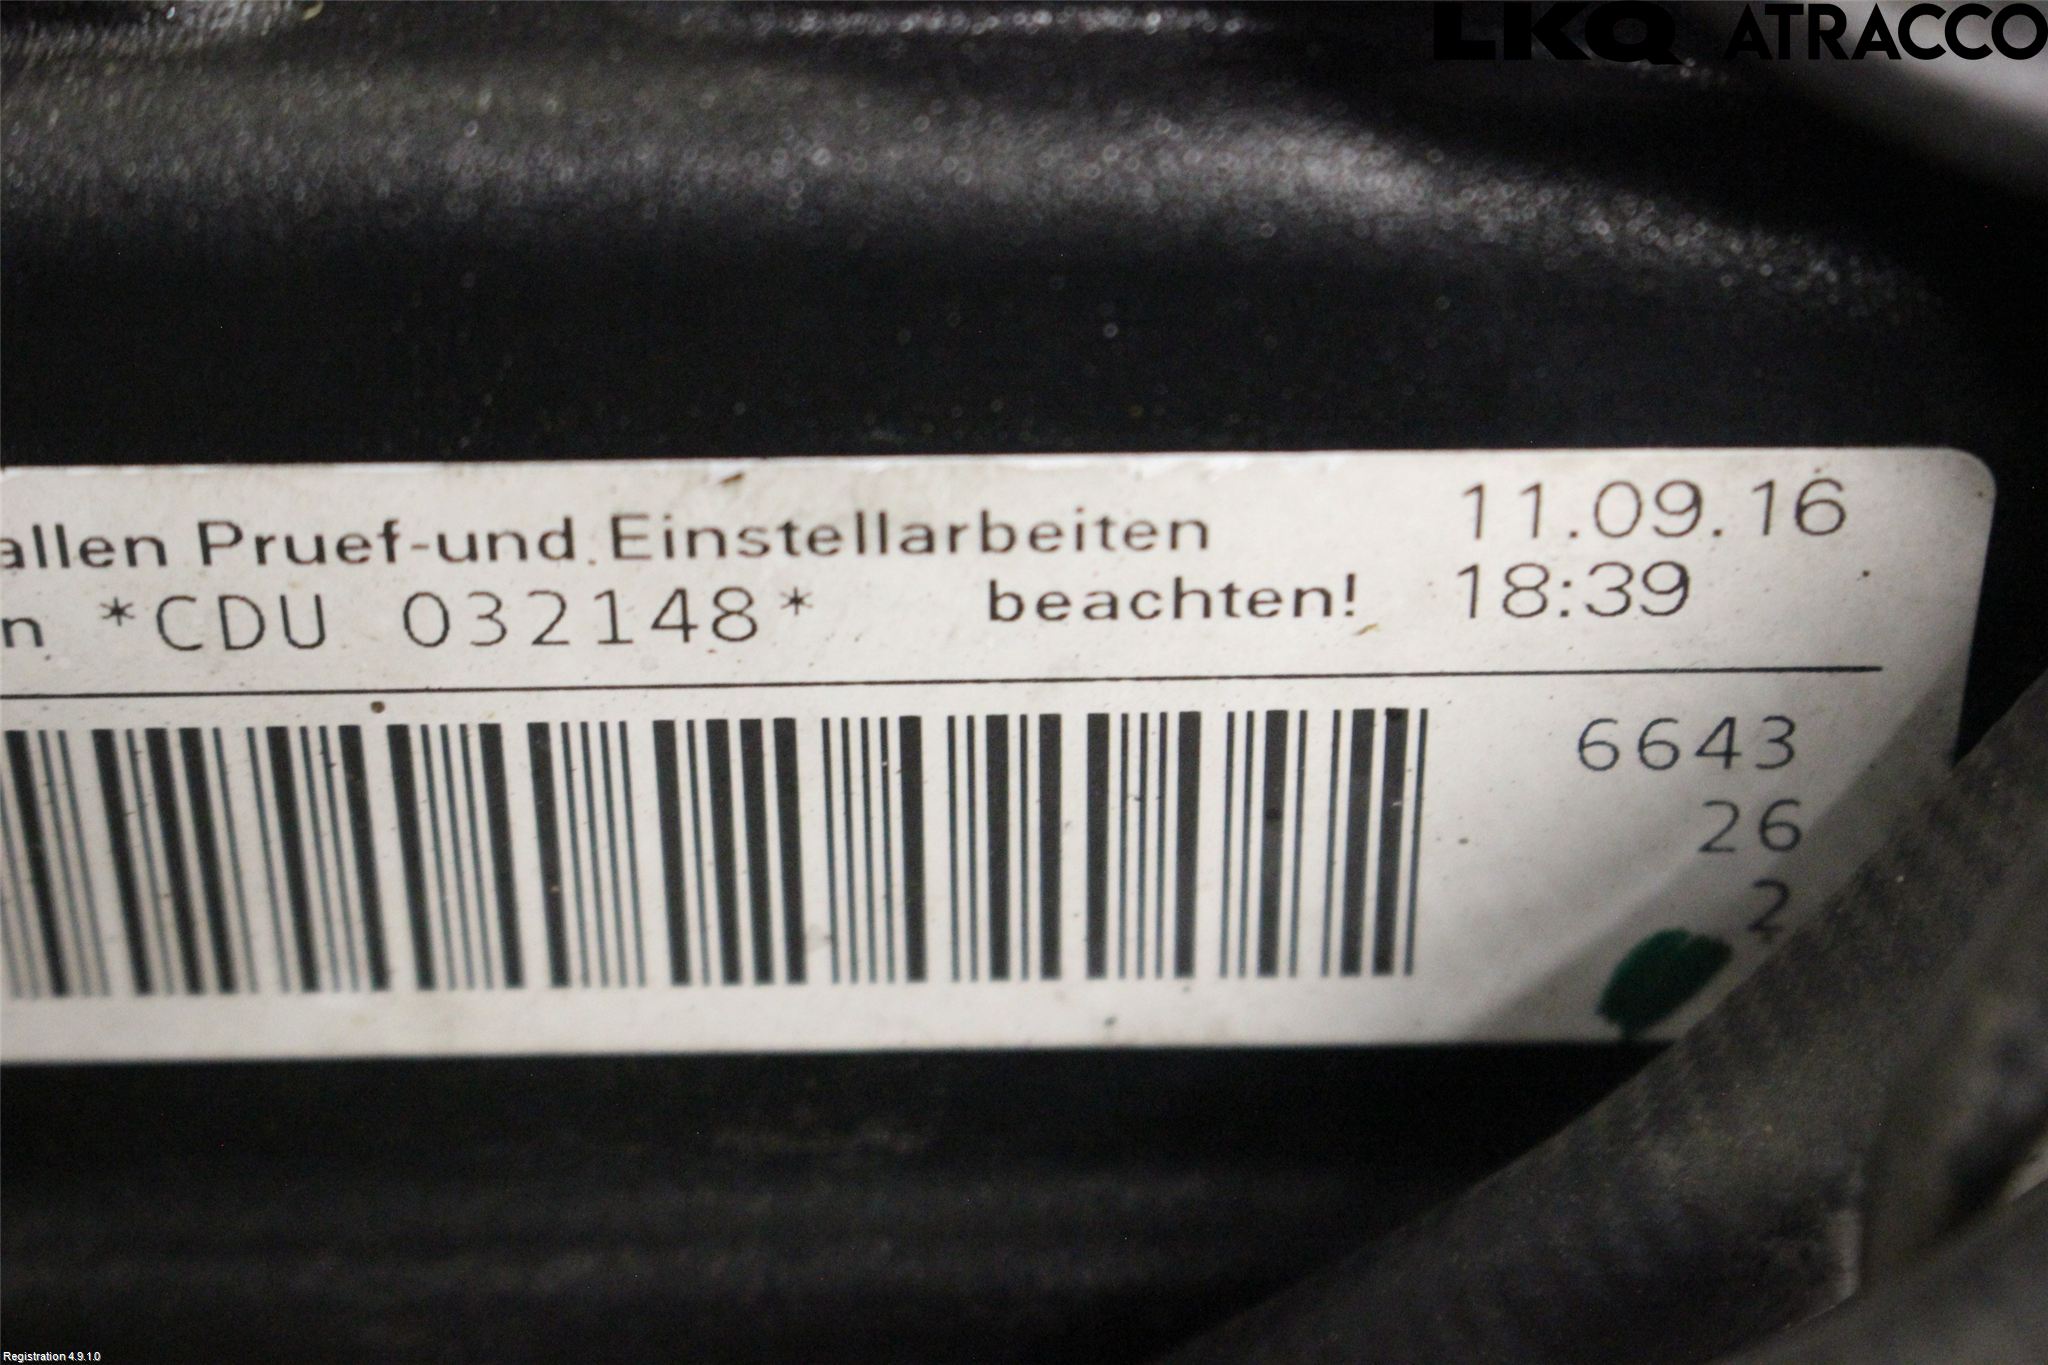 LKQ ATRACCO
allen Pruef-und Einstellarbeiten 11.09.16
n *CDU 032148* beachten! 18:39
6643
26
2
Registration 4.9.1.0